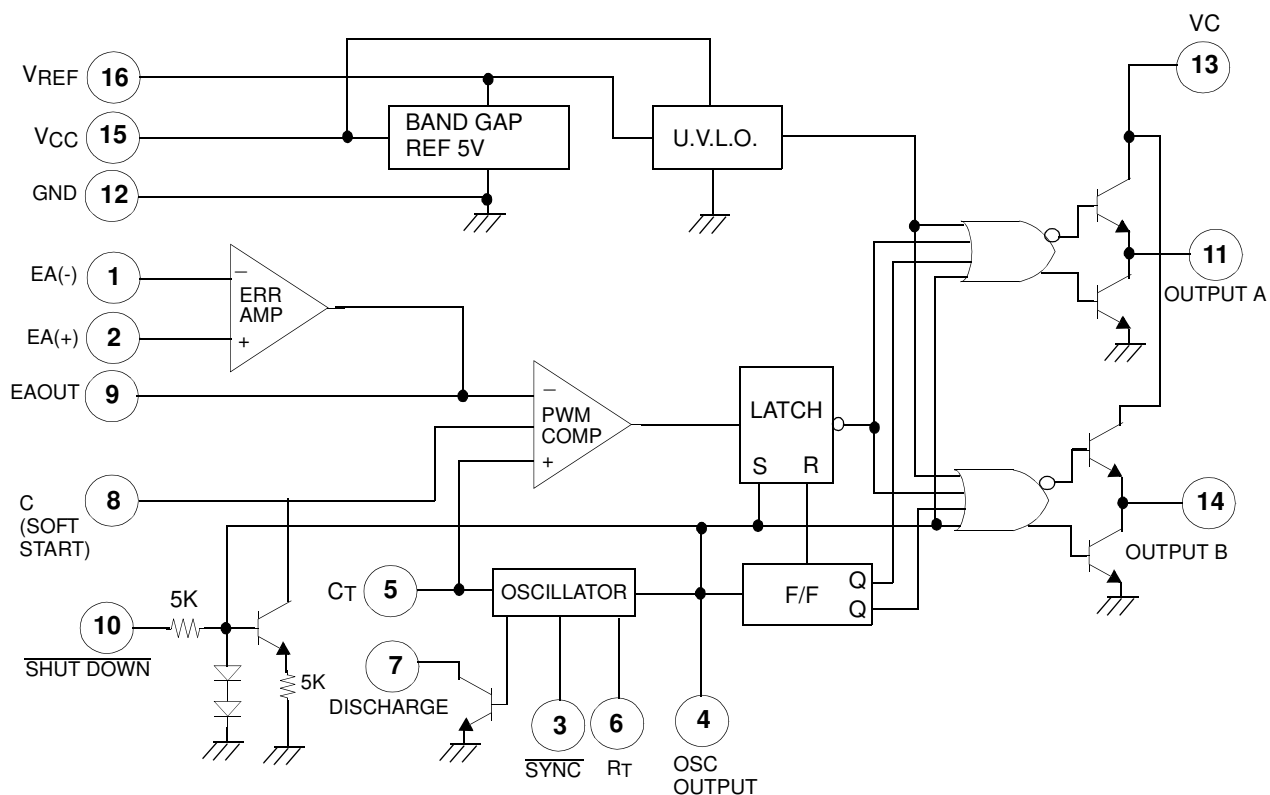 VC
13
VREF 16
BAND GAP
REF 5V
U.V.L.O.
VCC 15
GND 12
EA(-) 1
−
ERR
AMP
+
EA(+) 2
11
OUTPUT A
EAOUT 9
−
PWM
COMP
+
LATCH
S R
C
(SOFT
START)
8
14
OUTPUT B
CT 5
OSCILLATOR
F/F
Q
Q
5K
10
SHUT DOWN
5K
7
DISCHARGE
3
SYNC
6
RT
4
OSC
OUTPUT